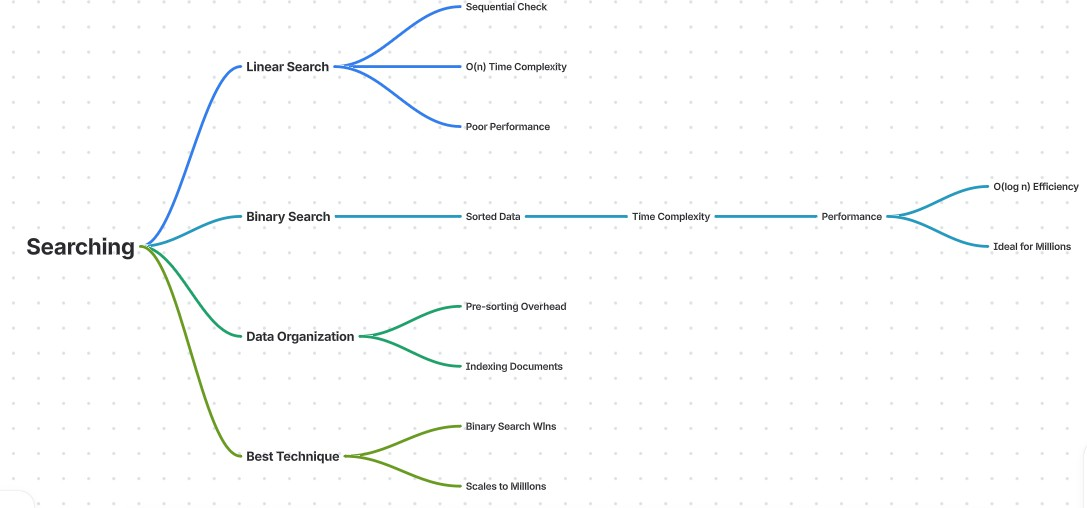 Searching
Linear Search
Sequential Check
O(n) Time Complexity
Poor Performance
Binary Search
Sorted Data
Time Complexity
Performance
O(log n) Efficiency
Ideal for Millions
Data Organization
Pre-sorting Overhead
Indexing Documents
Best Technique
Binary Search Wins
Scales to Millions